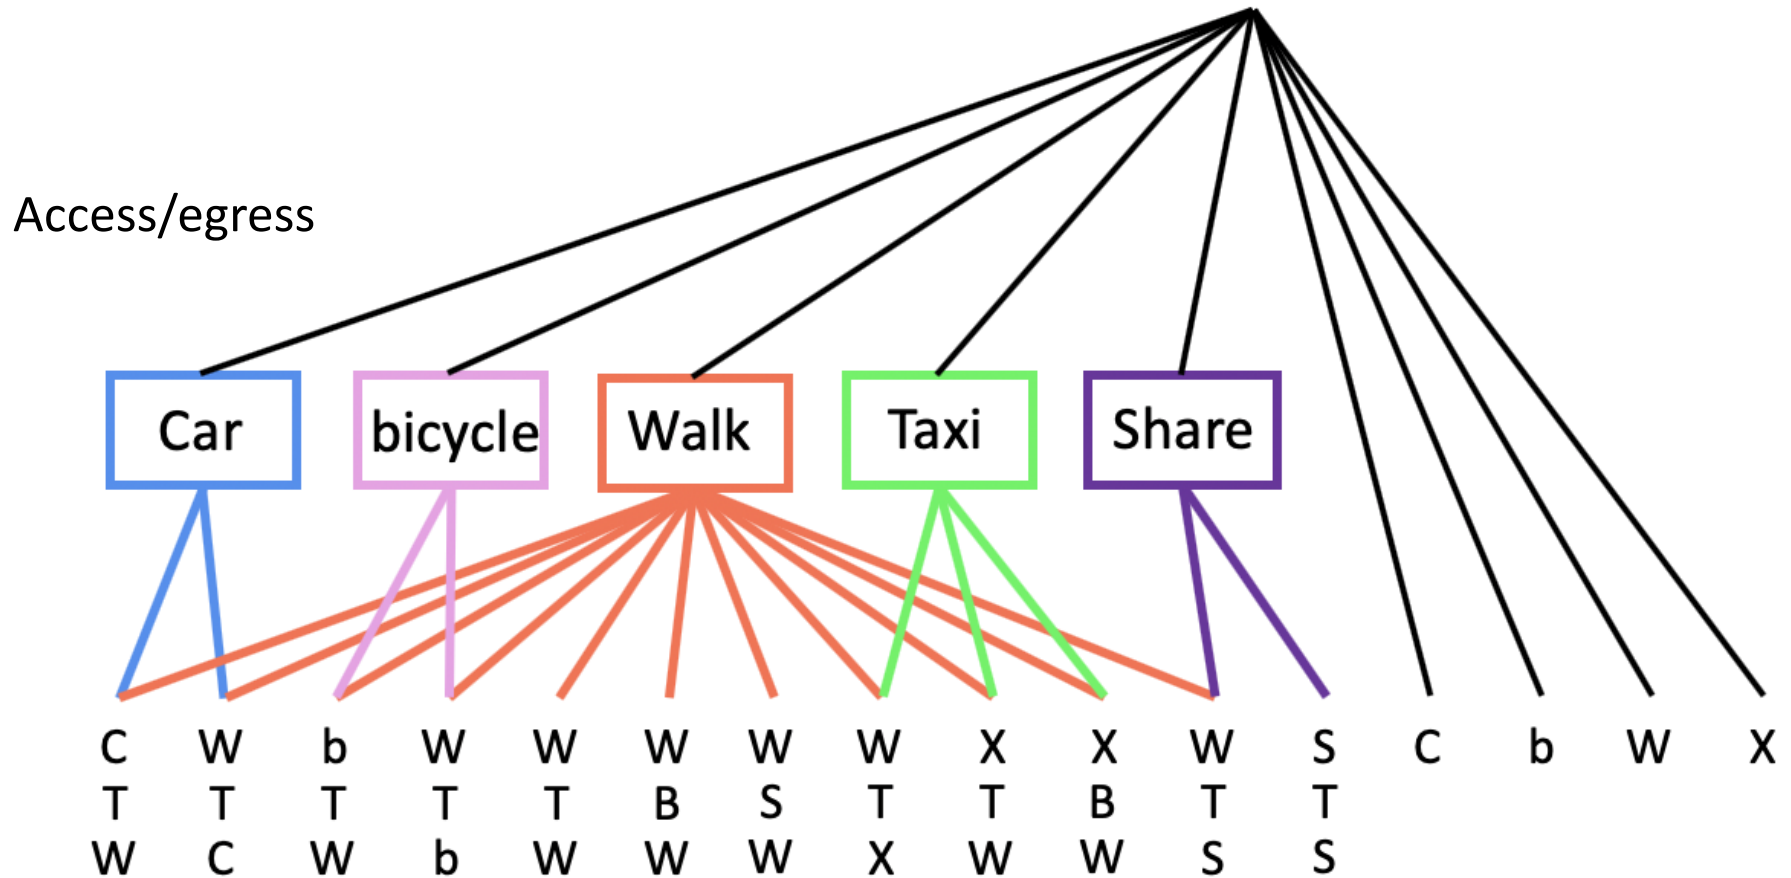 Access/egress
Car bicycle Walk Taxi Share
C W b W W W W W X X W S C b W X
T T T T T B S T T B T T
W C W b W W W X W W S S